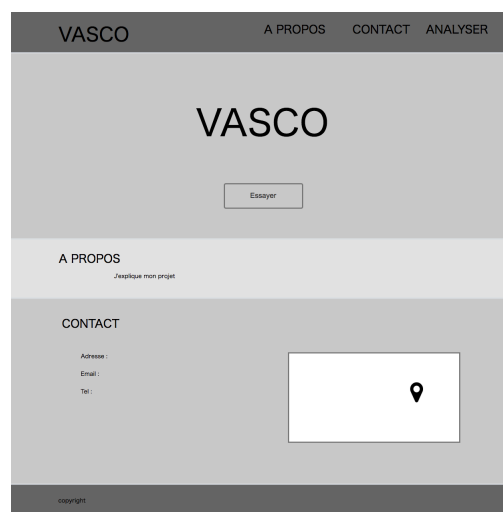 VASCO
A PROPOS CONTACT ANALYSER
VASCO
Essayer
A PROPOS
J'explique mon projet
CONTACT
Adresse :
Email :
Tel :
copyright